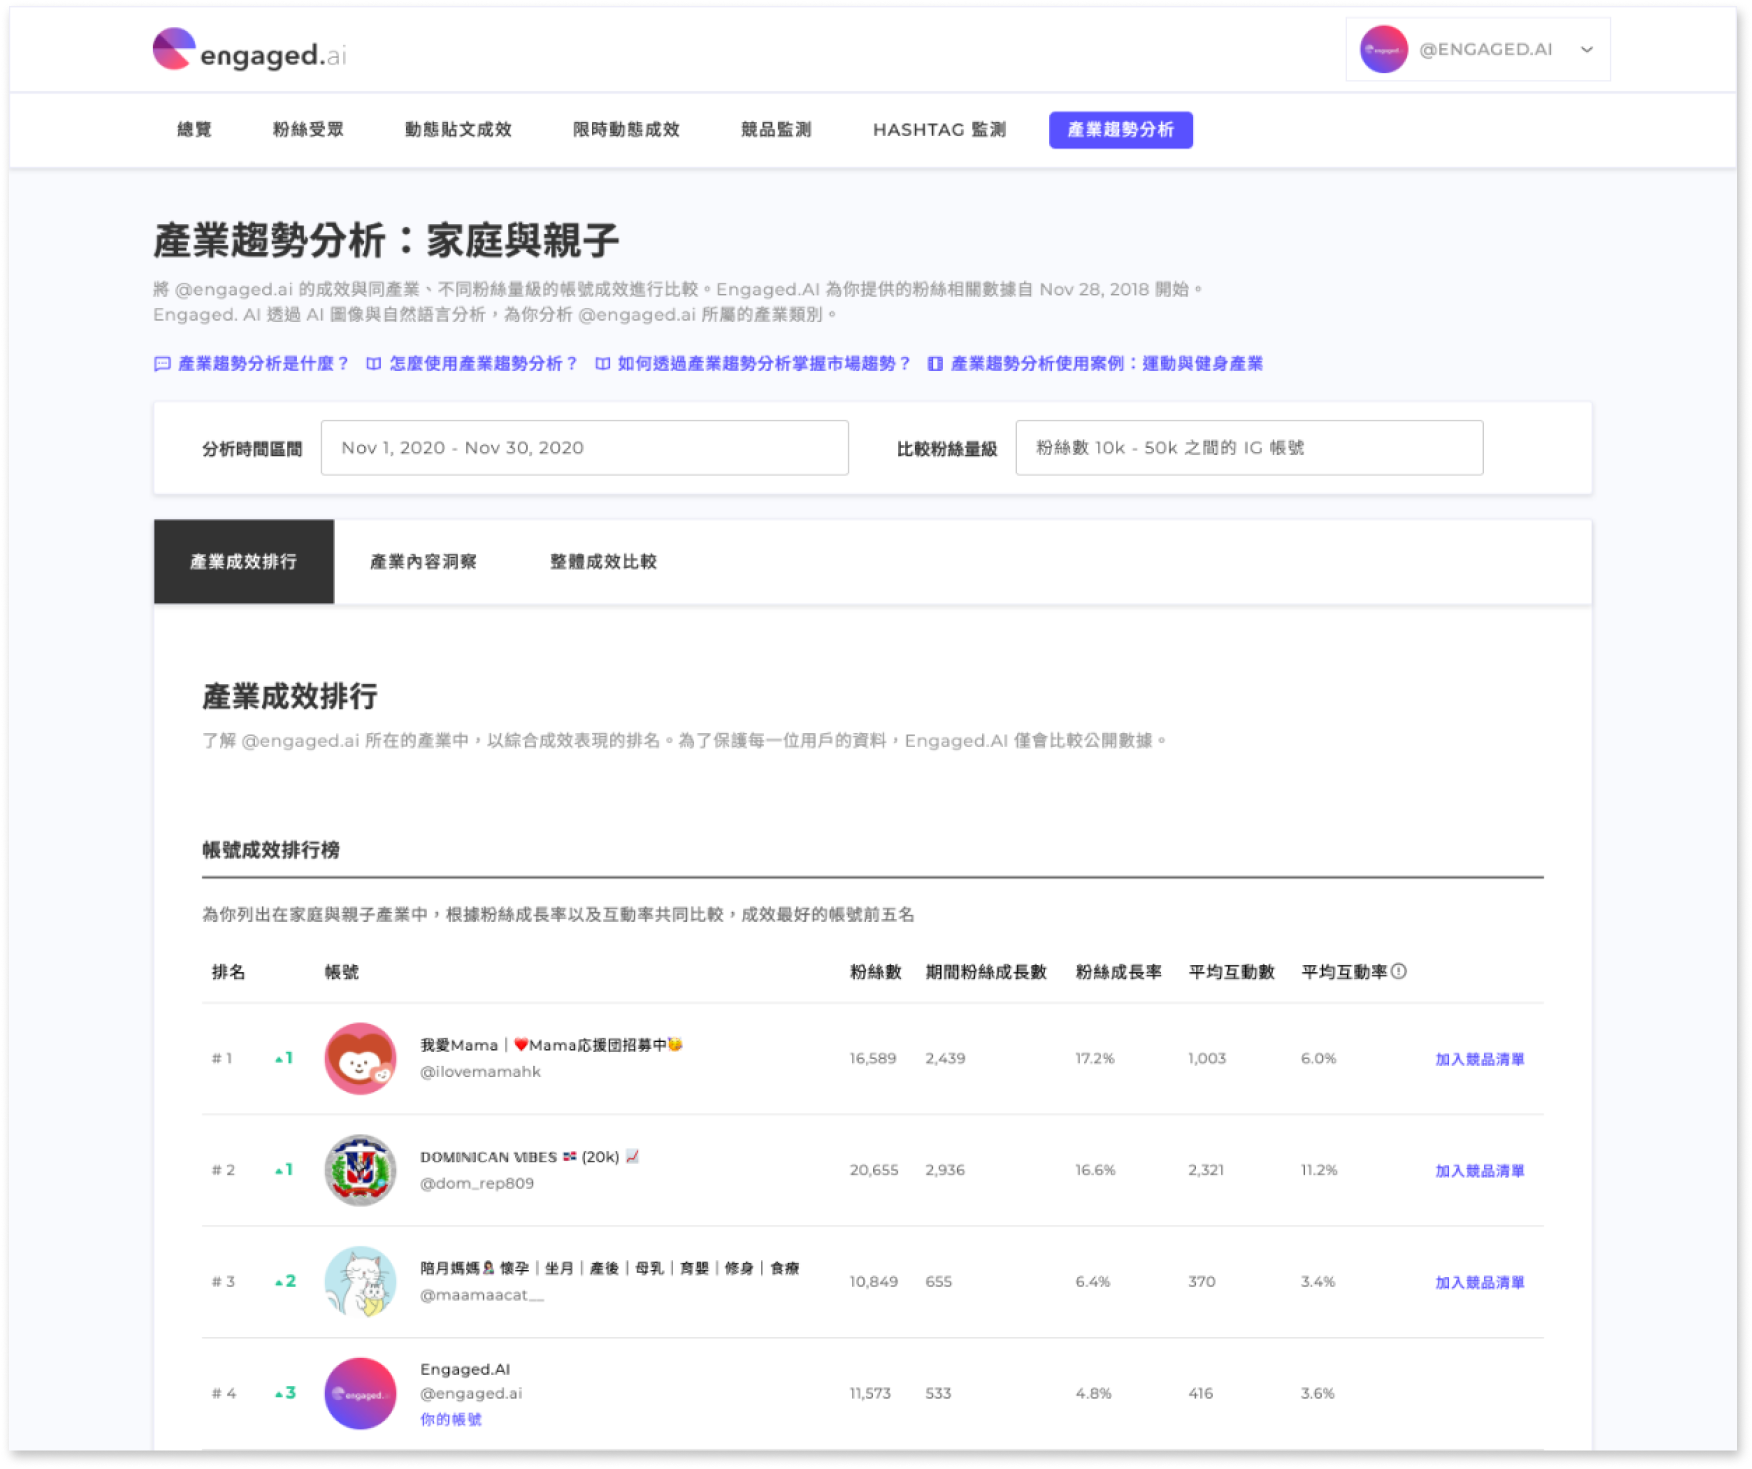 engaged.ai
engaged.
@ENGAGED.AI
總覽 粉絲受眾 動態貼文成效 限時動態成效 競品監測 HASHTAG 監測 產業趨勢分析
產業趨勢分析：家庭與親子
將 @engaged.ai 的成效與同產業、不同粉絲量級的帳號成效進行比較。Engaged.AI 為你提供的粉絲相關數據自 Nov 28, 2018 開始。
Engaged. AI 透過 AI 圖像與自然語言分析，為你分析 @engaged.ai 所屬的產業類別。
產業趨勢分析是什麼？ 怎麼使用產業趨勢分析？ 如何透過產業趨勢分析掌握市場趨勢？ 產業趨勢分析使用案例：運動與健身產業
分析時間區間 Nov 1, 2020 - Nov 30, 2020 比較粉絲量級 粉絲數 10k - 50k 之間的 IG 帳號
產業成效排行 產業內容洞察 整體成效比較
產業成效排行
了解 @engaged.ai 所在的產業中，以綜合成效表現的排名。為了保護每一位用戶的資料，Engaged.AI 僅會比較公開數據。
帳號成效排行榜
為你列出在家庭與親子產業中，根據粉絲成長率以及互動率共同比較，成效最好的帳號前五名
排名 帳號 粉絲數 期間粉絲成長數 粉絲成長率 平均互動數 平均互動率
我愛Mama｜❤️Mama応援団招募中🥳
# 1 ▲1 16,589 2,439 17.2% 1,003 6.0% 加入競品清單
@ilovemamahk
𝔻𝕆𝕄𝕀ℕ𝕀ℂ𝔸ℕ 𝕍𝕀𝔹𝔼𝕊 🇩🇴 (20k) 📈
# 2 ▲1 20,655 2,936 16.6% 2,321 11.2% 加入競品清單
@dom_rep809
陪月媽媽🤱🏻 懷孕｜坐月｜產後｜母乳｜育嬰｜修身｜食療
# 3 ▲2 10,849 655 6.4% 370 3.4% 加入競品清單
@maamaacat__
Engaged.AI
# 4 ▲3 engaged. @engaged.ai 11,573 533 4.8% 416 3.6%
你的帳號